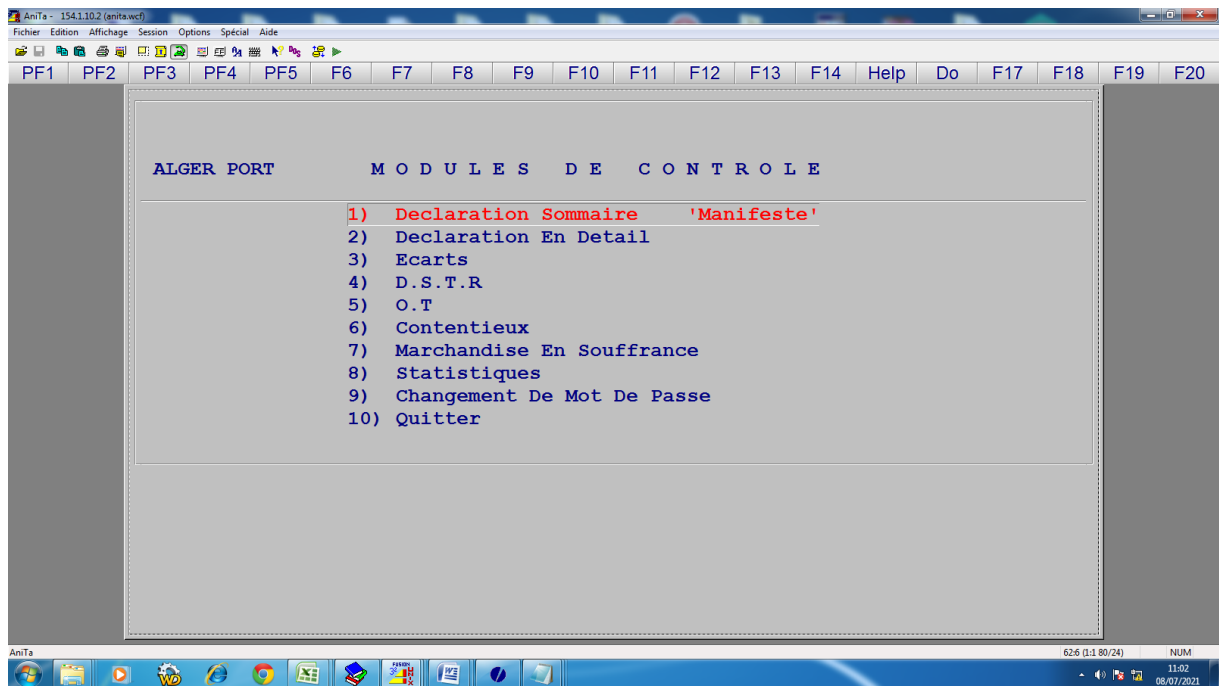 AniTa - 154.1.10.2 (anita.wcf)
Fichier Edition Affichage Session Options Spécial Aide
PF1 PF2 PF3 PF4 PF5 F6 F7 F8 F9 F10 F11 F12 F13 F14 Help Do F17 F18 F19 F20
ALGER PORT M O D U L E S D E C O N T R O L E
1) Declaration Sommaire 'Manifeste'
2) Declaration En Detail
3) Ecarts
4) D.S.T.R
5) O.T
6) Contentieux
7) Marchandise En Souffrance
8) Statistiques
9) Changement De Mot De Passe
10) Quitter
AniTa 62:6 (1:1 80/24) NUM
11:02
08/07/2021